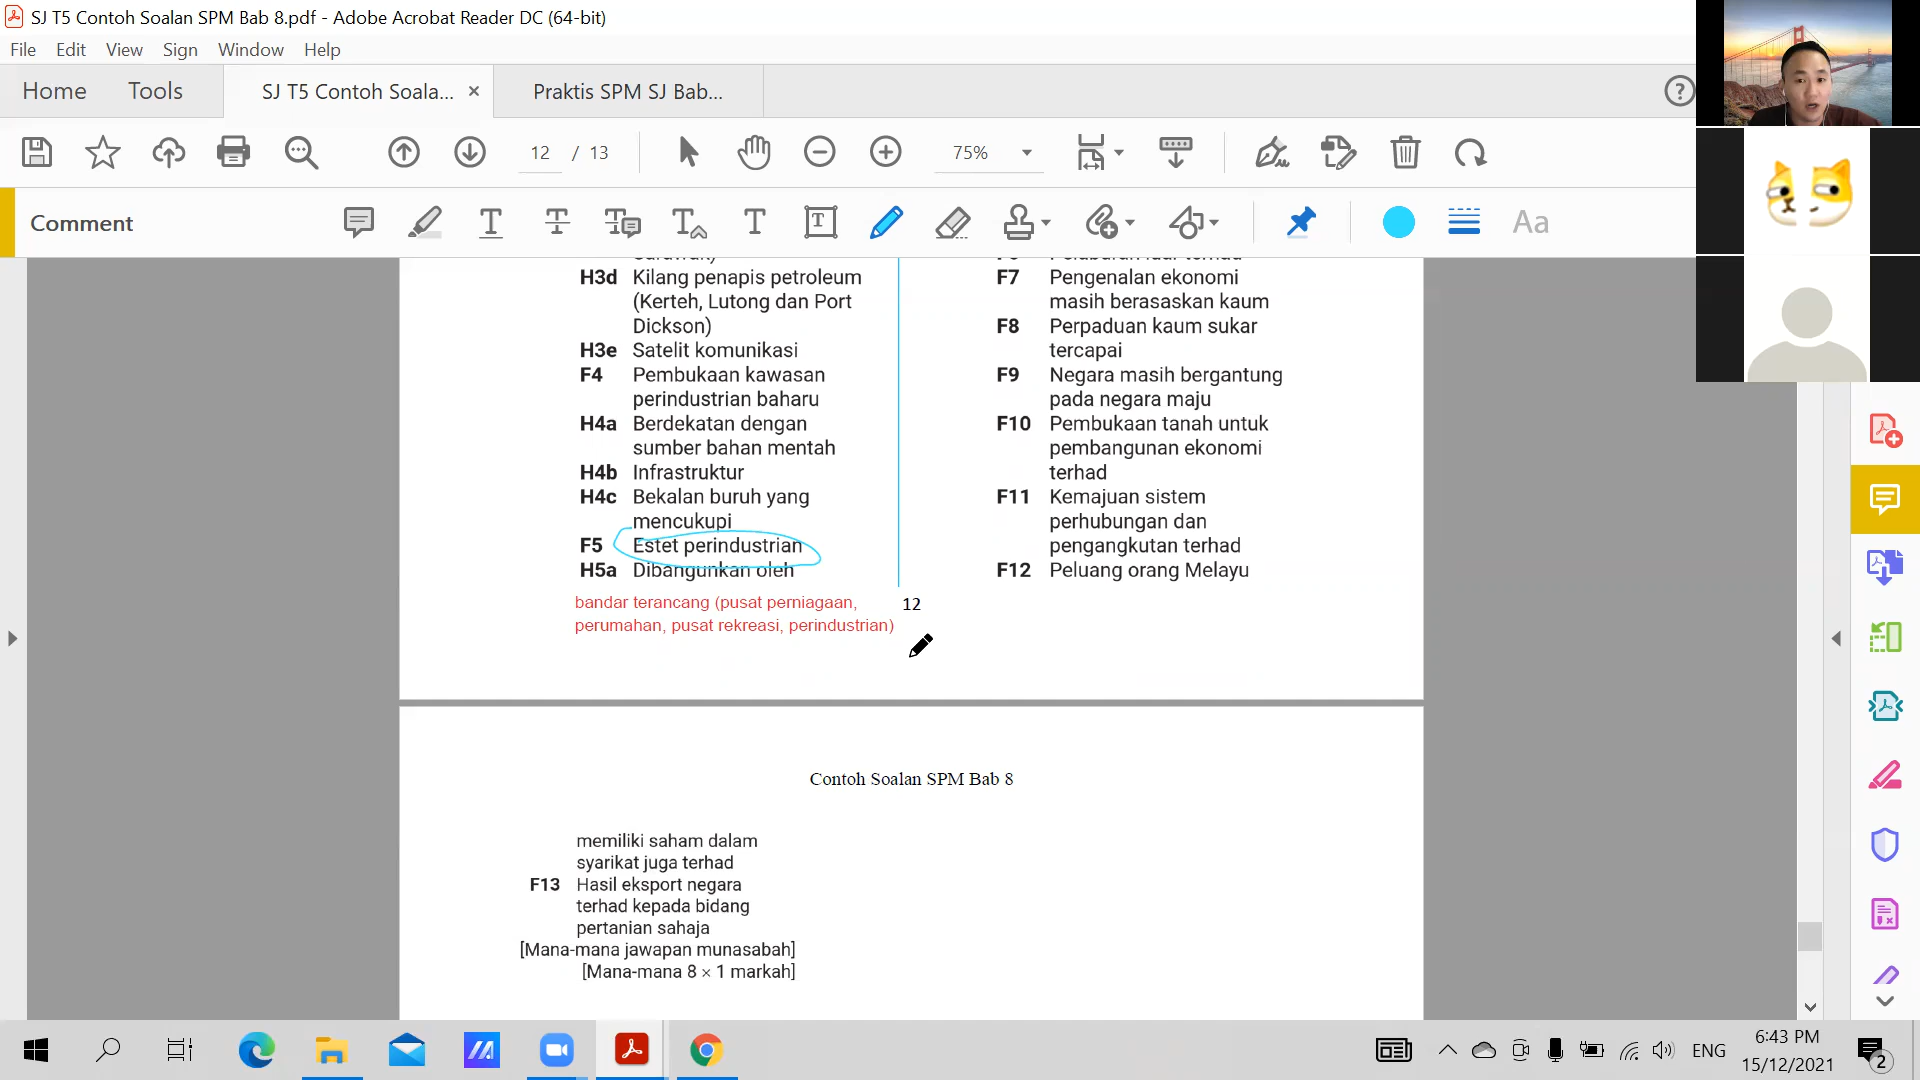 SJ T5 Contoh Soalan SPM Bab 8.pdf - Adobe Acrobat Reader DC (64-bit)
File Edit View Sign Window Help
Home Tools SJ T5 Contoh Soala... × Praktis SPM SJ Bab... ?
12 / 13 75%
Comment Aa
H3d Kilang penapis petroleum
(Kerteh, Lutong dan Port
Dickson)
H3e Satelit komunikasi
F4 Pembukaan kawasan
perindustrian baharu
H4a Berdekatan dengan
sumber bahan mentah
H4b Infrastruktur
H4c Bekalan buruh yang
mencukupi
F5 Estet perindustrian
H5a Dibangunkan oleh
bandar terancang (pusat perniagaan,
perumahan, pusat rekreasi, perindustrian)
F7 Pengenalan ekonomi
masih berasaskan kaum
F8 Perpaduan kaum sukar
tercapai
F9 Negara masih bergantung
pada negara maju
F10 Pembukaan tanah untuk
pembangunan ekonomi
terhad
F11 Kemajuan sistem
perhubungan dan
pengangkutan terhad
F12 Peluang orang Melayu
12
Contoh Soalan SPM Bab 8
memiliki saham dalam
syarikat juga terhad
F13 Hasil eksport negara
terhad kepada bidang
pertanian sahaja
[Mana-mana jawapan munasabah]
[Mana-mana 8 × 1 markah]
ENG
6:43 PM
15/12/2021
2